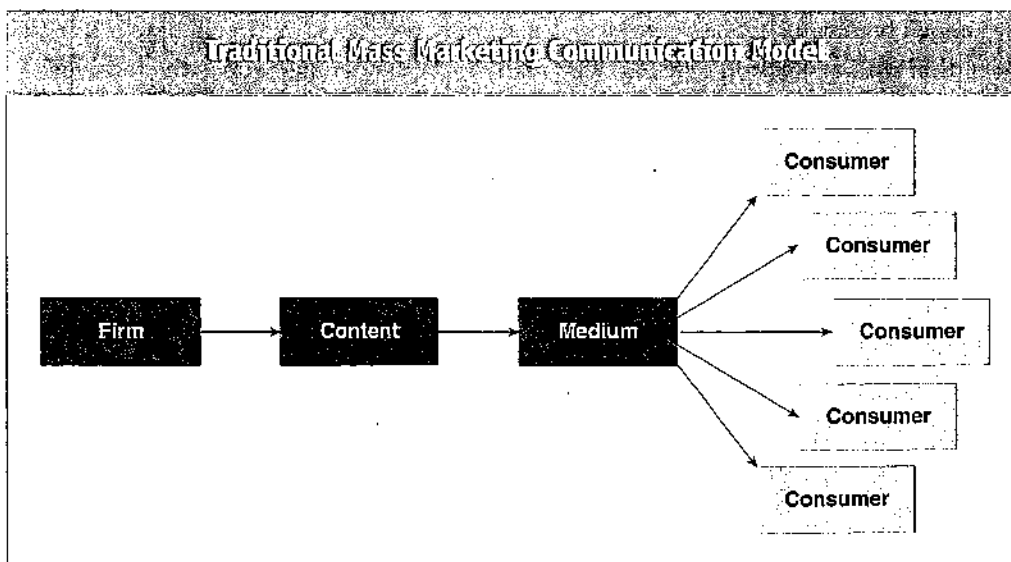 Traditional Mass Marketing Communication Model
Consumer
Consumer
Firm
Content
Medium
Consumer
Consumer
Consumer